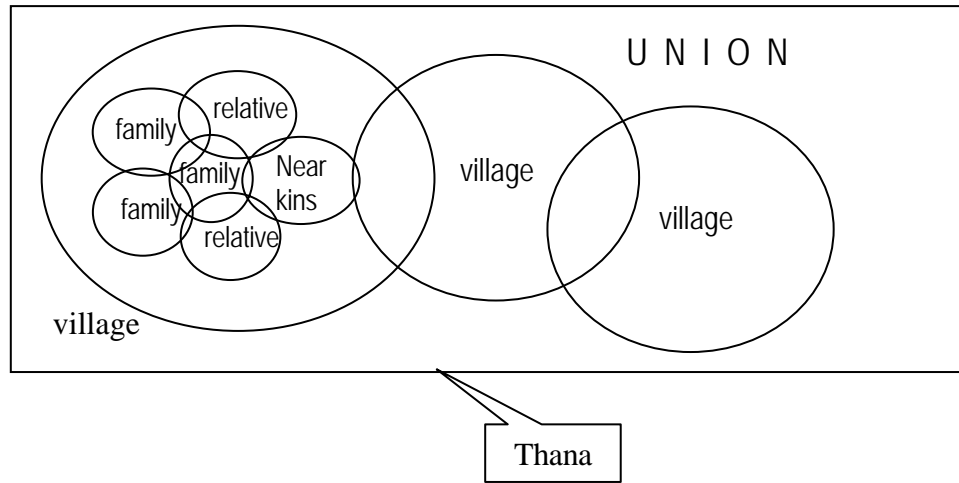 U N I O N
relative
family
Near
kins
family
family
relative
village
village
village
Thana